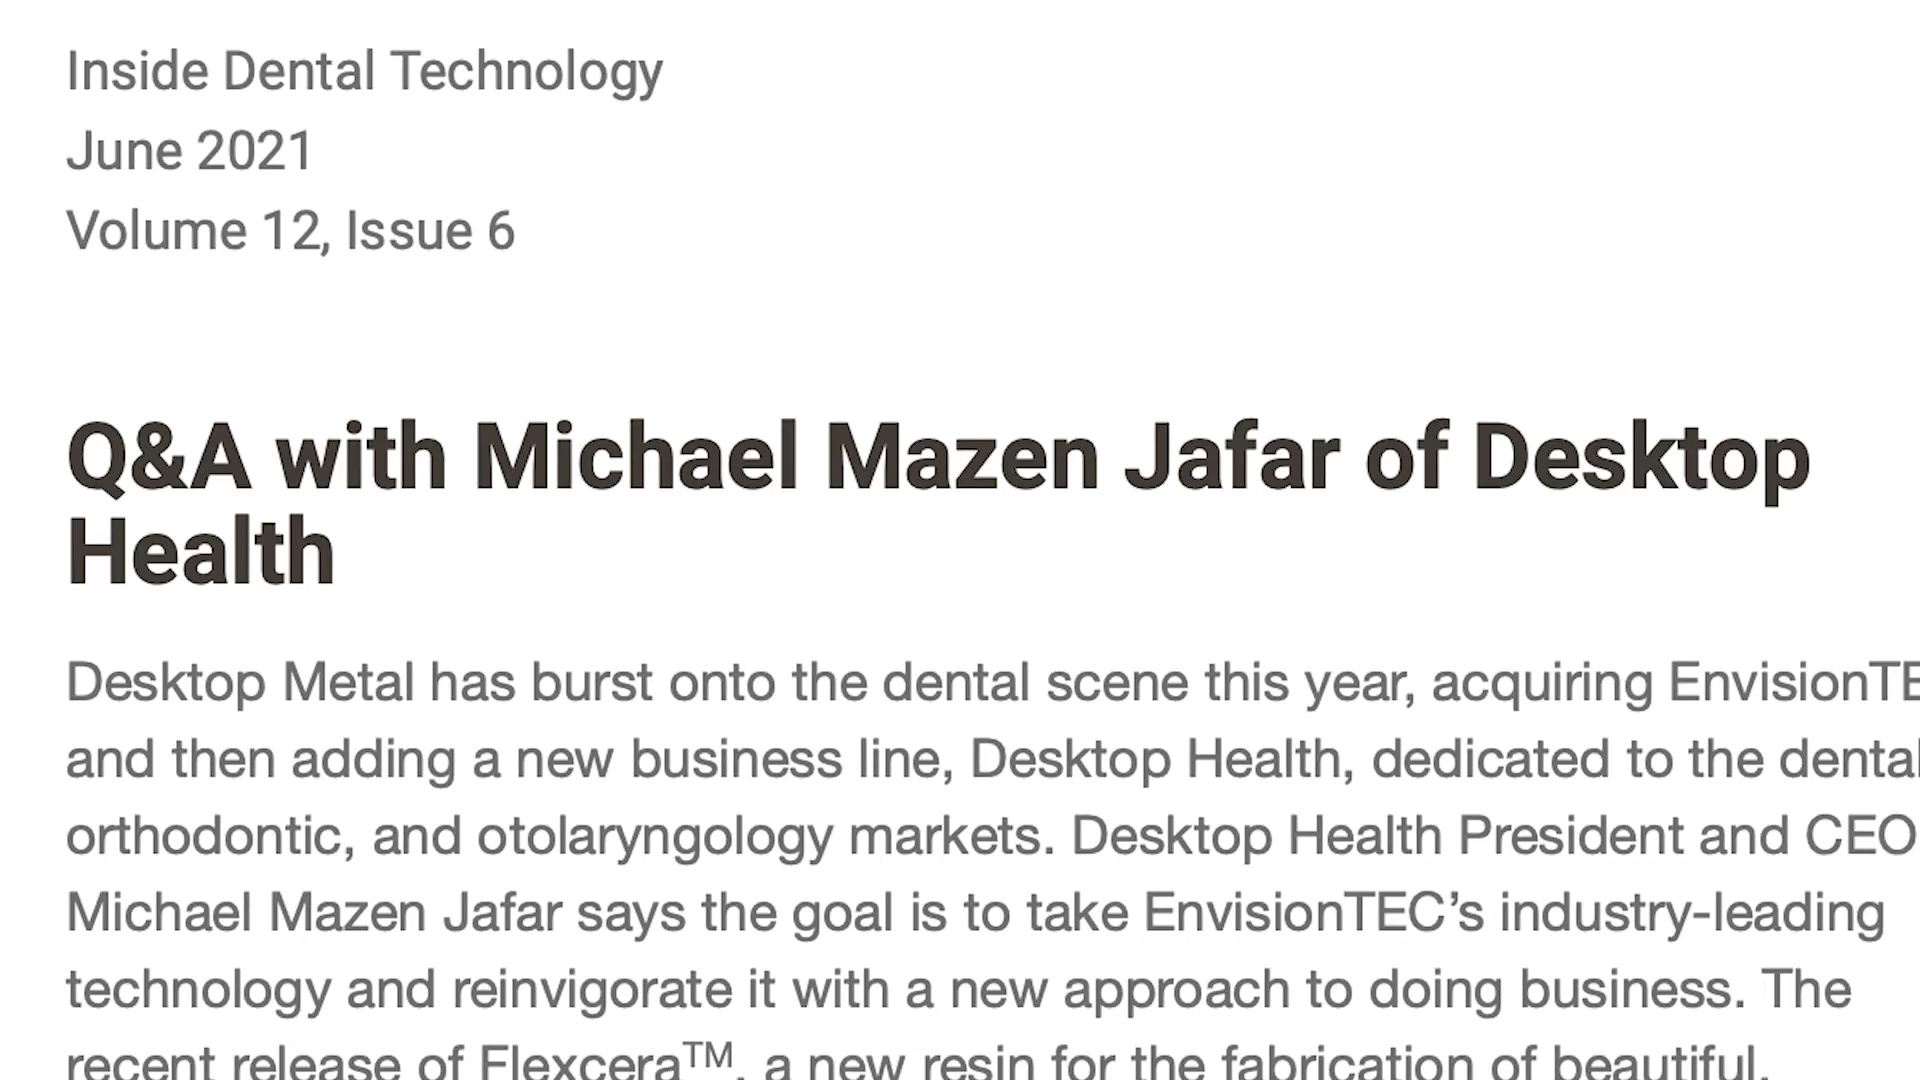 Inside Dental Technology
June 2021
Volume 12, Issue 6
Q&A with Michael Mazen Jafar of Desktop
Health
Desktop Metal has burst onto the dental scene this year, acquiring EnvisionTE
and then adding a new business line, Desktop Health, dedicated to the dental
orthodontic, and otolaryngology markets. Desktop Health President and CEO
Michael Mazen Jafar says the goal is to take EnvisionTEC’s industry-leading
technology and reinvigorate it with a new approach to doing business. The
recent release of Flexcera™, a new resin for the fabrication of beautiful,